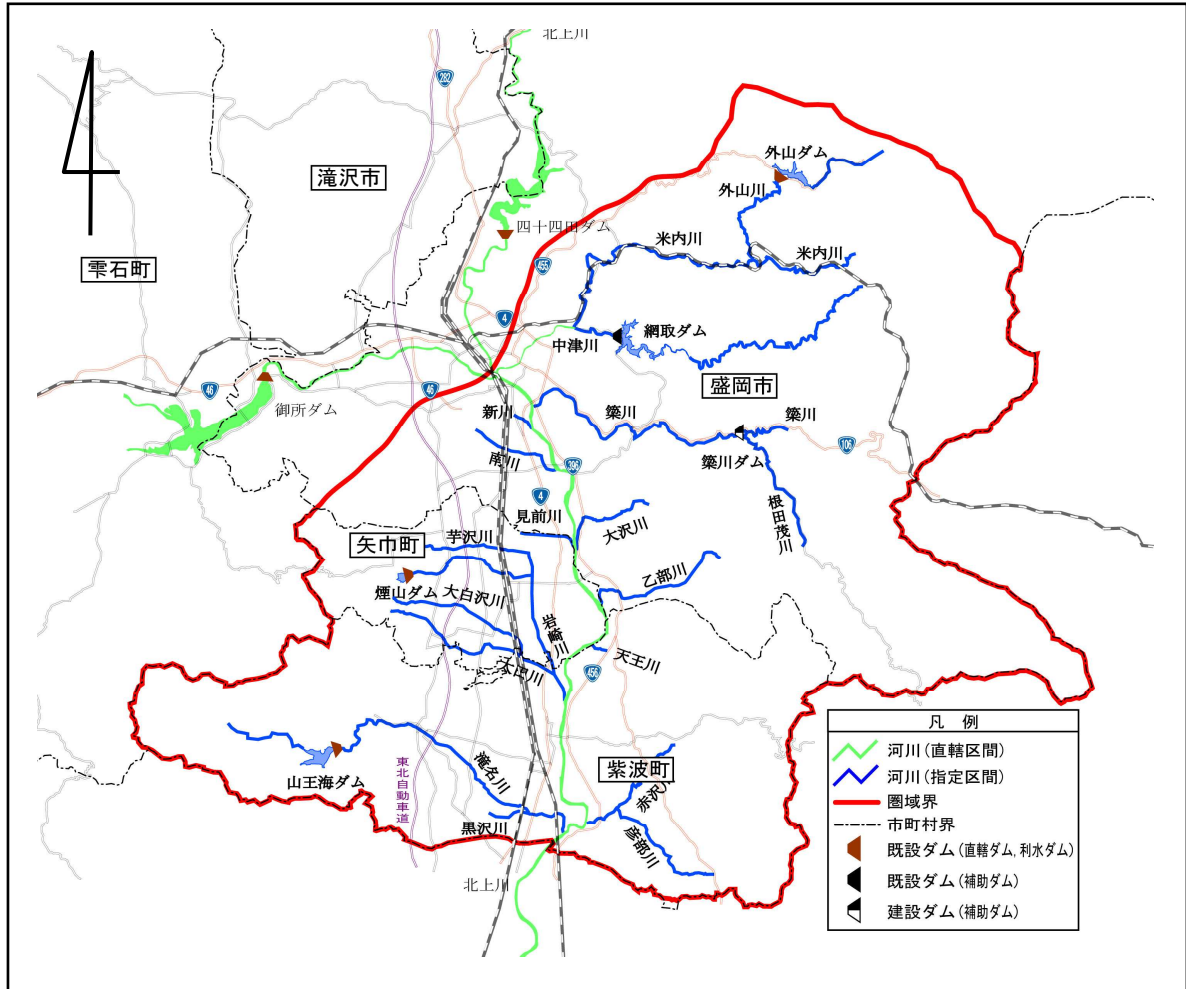 北上川
282
外山ダム
外山川
滝沢市
四十四田ダム
米内川
米内川
雫石町
455
4
中津川
網取ダム
盛岡市
46
46
御所ダム
新川
簗川
簗川
106
南川
396
簗川ダム
4
見前川
大沢川
根田茂川
芋沢川
矢巾町
乙部川
煙山ダム
大白沢川
岩崎川
天王川
456
凡 例
河川(直轄区間)
河川(指定区間)
圏域界
市町村界
既設ダム(直轄ダム,利水ダム)
既設ダム(補助ダム)
建設ダム(補助ダム)
山王海ダム
東北自動車道
滝名川
紫波町
赤沢川
黒沢川
彦部川
北上川